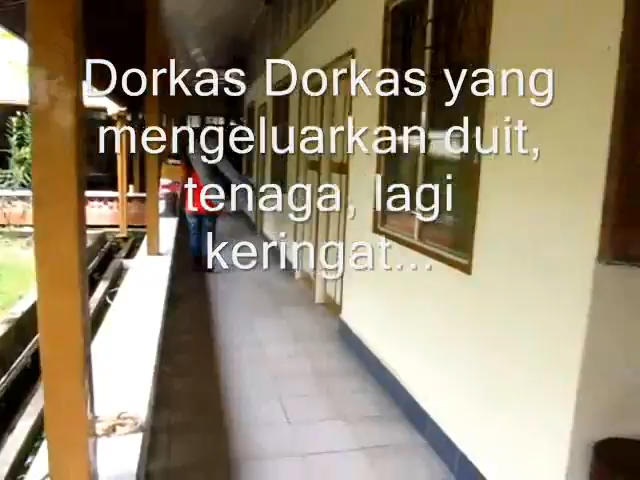 Dorkas Dorkas yang
mengeluarkan duit,
tenaga, lagi
keringat...